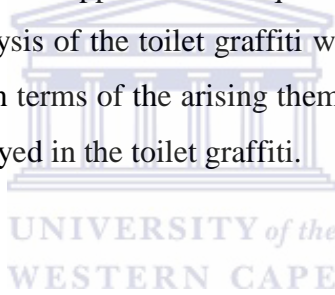 ysis of the toilet graffiti w
n terms of the arising them
yed in the toilet graffiti.
UNIVERSITY of the
WESTERN CAPE